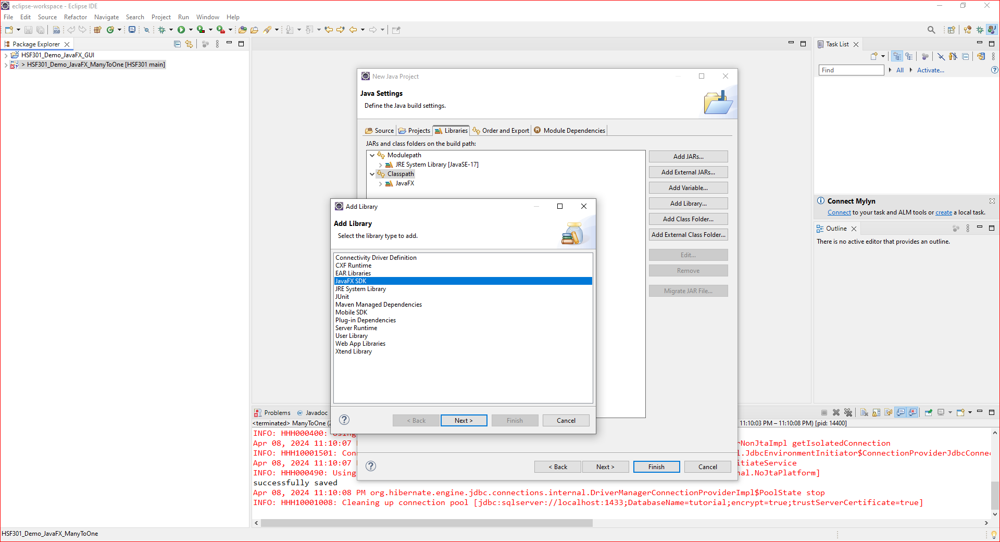 eclipse-workspace - Eclipse IDE
File Edit Source Refactor Navigate Search Project Run Window Help
Package Explorer
HSF301_Demo_JavaFX_GUI
> HSF301_Demo_JavaFX_ManyToOne [HSF301 main]
New Java Project
Java Settings
Define the Java build settings.
Source Projects Libraries Order and Export Module Dependencies
JARs and class folders on the build path:
Modulepath
JRE System Library [JavaSE-17]
Classpath
JavaFX
Add JARs...
Add External JARs...
Add Variable...
Add Library...
Add Class Folder...
Add External Class Folder...
Edit...
Remove
Migrate JAR File...
Add Library
Add Library
Select the library type to add.
Connectivity Driver Definition
CXF Runtime
EAR Libraries
JavaFX SDK
JRE System Library
JUnit
Maven Managed Dependencies
Mobile SDK
Plug-in Dependencies
Server Runtime
User Library
Web App Libraries
Xtend Library
< Back Next > Finish Cancel
< Back Next > Finish Cancel
Task List
Find All Activate...
Connect Mylyn
Connect to your task and ALM tools or create a local task.
Outline
There is no active editor that provides an outline.
Problems @ Javadoc
<terminated> ManyToOne (2 11:10:03 PM – 11:10:08 PM) [pid: 14400]
INFO: HHH000400: Using
Apr 08, 2024 11:10:07 rNonJtaImpl getIsolatedConnection
INFO: HHH10001501: Con l.JdbcEnvironmentInitiator$ConnectionProviderJdbcConnec
Apr 08, 2024 11:10:07 itiateService
INFO: HHH000490: Using nal.NoJtaPlatform]
successfully saved
Apr 08, 2024 11:10:08 PM org.hibernate.engine.jdbc.connections.internal.DriverManagerConnectionProviderImpl$PoolState stop
INFO: HHH10001008: Cleaning up connection pool [jdbc:sqlserver://localhost:1433;DatabaseName=tutorial;encrypt=true;trustServerCertificate=true]
HSF301_Demo_JavaFX_ManyToOne